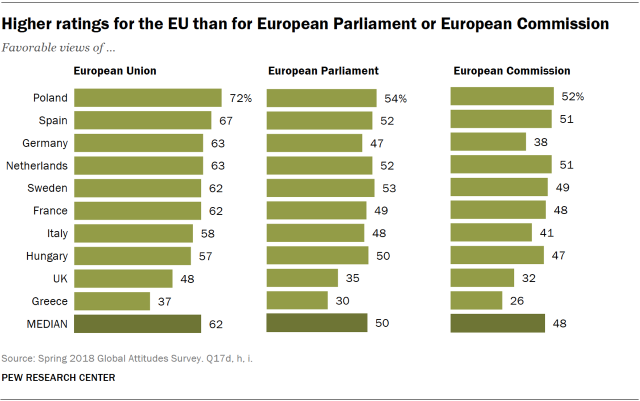 Higher ratings for the EU than for European Parliament or European Commission
Favorable views of ...
European Union European Parliament European Commission
Poland 72% 54% 52%
Spain 67 52 51
Germany 63 47 38
Netherlands 63 52 51
Sweden 62 53 49
France 62 49 48
Italy 58 48 41
Hungary 57 50 47
UK 48 35 32
Greece 37 30 26
MEDIAN 62 50 48
Source: Spring 2018 Global Attitudes Survey. Q17d, h, i.
PEW RESEARCH CENTER